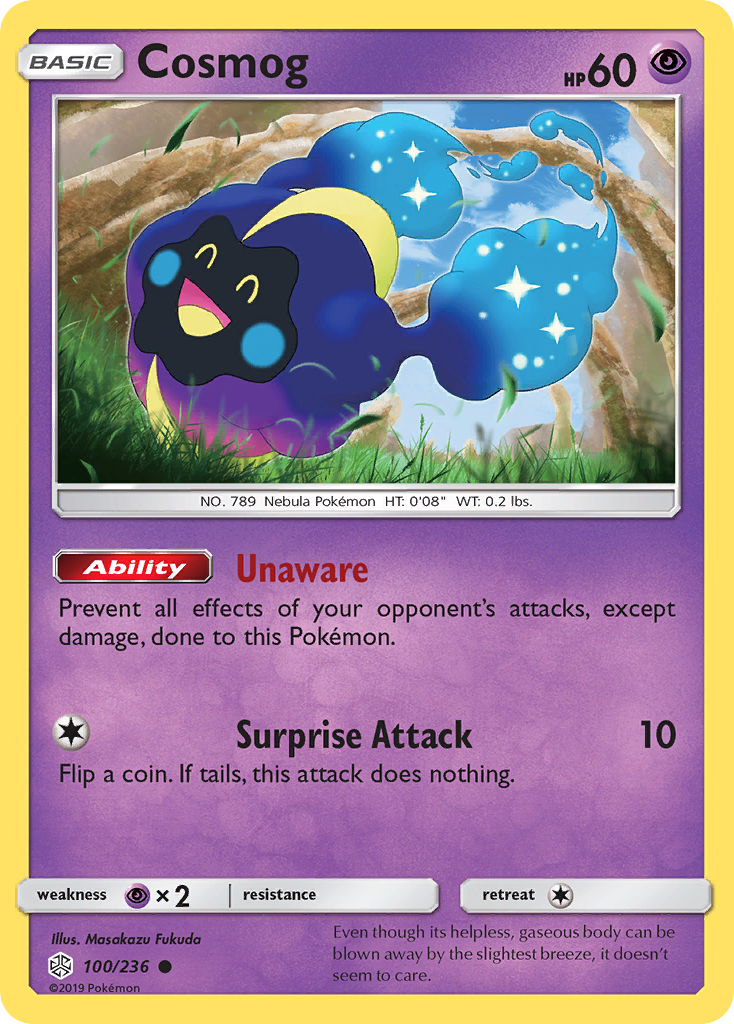 BASIC Cosmog HP60
NO. 789 Nebula Pokémon HT: 0'08" WT: 0.2 lbs.
Ability Unaware
Prevent all effects of your opponent's attacks, except
damage, done to this Pokémon.
Surprise Attack 10
Flip a coin. If tails, this attack does nothing.
weakness ×2 resistance retreat
Illus. Masakazu Fukuda
100/236
©2019 Pokémon
Even though its helpless, gaseous body can be
blown away by the slightest breeze, it doesn't
seem to care.